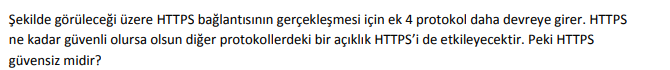 Şekilde görüleceği üzere HTTPS bağlantısının gerçekleşmesi için ek 4 protokol daha devreye girer. HTTPS
ne kadar güvenli olursa olsun diğer protokollerdeki bir açıklık HTTPS’i de etkileyecektir. Peki HTTPS
güvensiz midir?